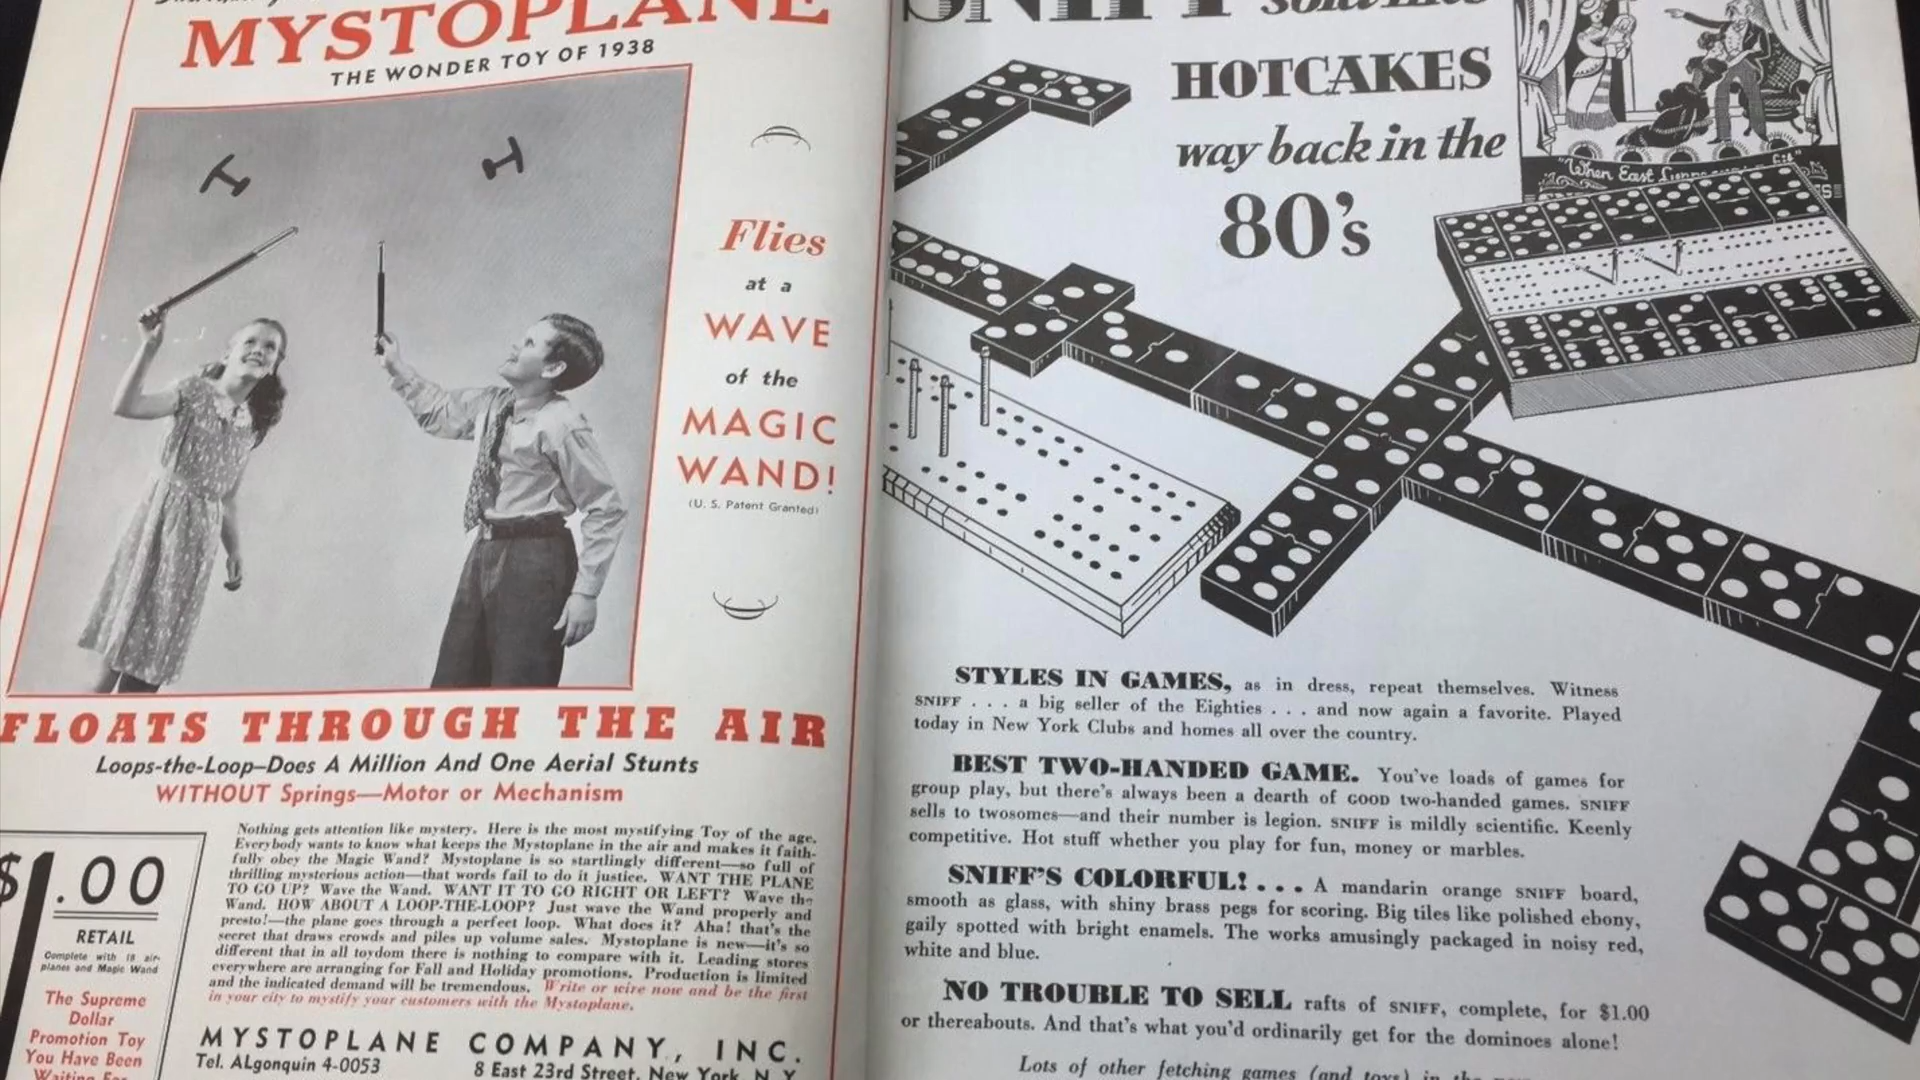 MYSTOPLANE
THE WONDER TOY OF 1938
Flies
at a
WAVE
of the
MAGIC
WAND!
(U. S. Patent Granted)
FLOATS THROUGH THE AIR
Loops-the-Loop—Does A Million And One Aerial Stunts
WITHOUT Springs—Motor or Mechanism
Nothing gets attention like mystery. Here is the most mystifying Toy of the age.
Everybody wants to know what keeps the Mystoplane in the air and makes it faith-
fully obey the Magic Wand? Mystoplane is so startlingly different—so full of
thrilling mysterious action—that words fail to do it justice. WANT THE PLANE
TO GO UP? Wave the Wand. WANT IT TO GO RIGHT OR LEFT? Wave the
Wand. HOW ABOUT A LOOP-THE-LOOP? Just wave the Wand properly and
presto!—the plane goes through a perfect loop. What does it? Aha! that's the
secret that draws crowds and piles up volume sales. Mystoplane is new—it's so
different that in all toydom there is nothing to compare with it. Leading stores
everywhere are arranging for Fall and Holiday promotions. Production is limited
and the indicated demand will be tremendous. Write or wire now and be the first
in your city to mystify your customers with the Mystoplane.
$1.00
RETAIL
Complete with 18 air-
planes and Magic Wand
The Supreme
Dollar
Promotion Toy
You Have Been
Waiting For
MYSTOPLANE COMPANY, INC.
Tel. ALgonquin 4-0053
8 East 23rd Street, New York, N.Y.
SNIFF sold like
HOTCAKES
way back in the
80's
"When East
STYLES IN GAMES, as in dress, repeat themselves. Witness
SNIFF . . . a big seller of the Eighties . . . and now again a favorite. Played
today in New York Clubs and homes all over the country.
BEST TWO-HANDED GAME. You've loads of games for
group play, but there's always been a dearth of GOOD two-handed games. SNIFF
sells to twosomes—and their number is legion. SNIFF is mildly scientific. Keenly
competitive. Hot stuff whether you play for fun, money or marbles.
SNIFF'S COLORFUL! . . . A mandarin orange SNIFF board,
smooth as glass, with shiny brass pegs for scoring. Big tiles like polished ebony,
gaily spotted with bright enamels. The works amusingly packaged in noisy red,
white and blue.
NO TROUBLE TO SELL rafts of SNIFF, complete, for $1.00
or thereabouts. And that's what you'd ordinarily get for the dominoes alone!
Lots of other fetching games (and toys) in the